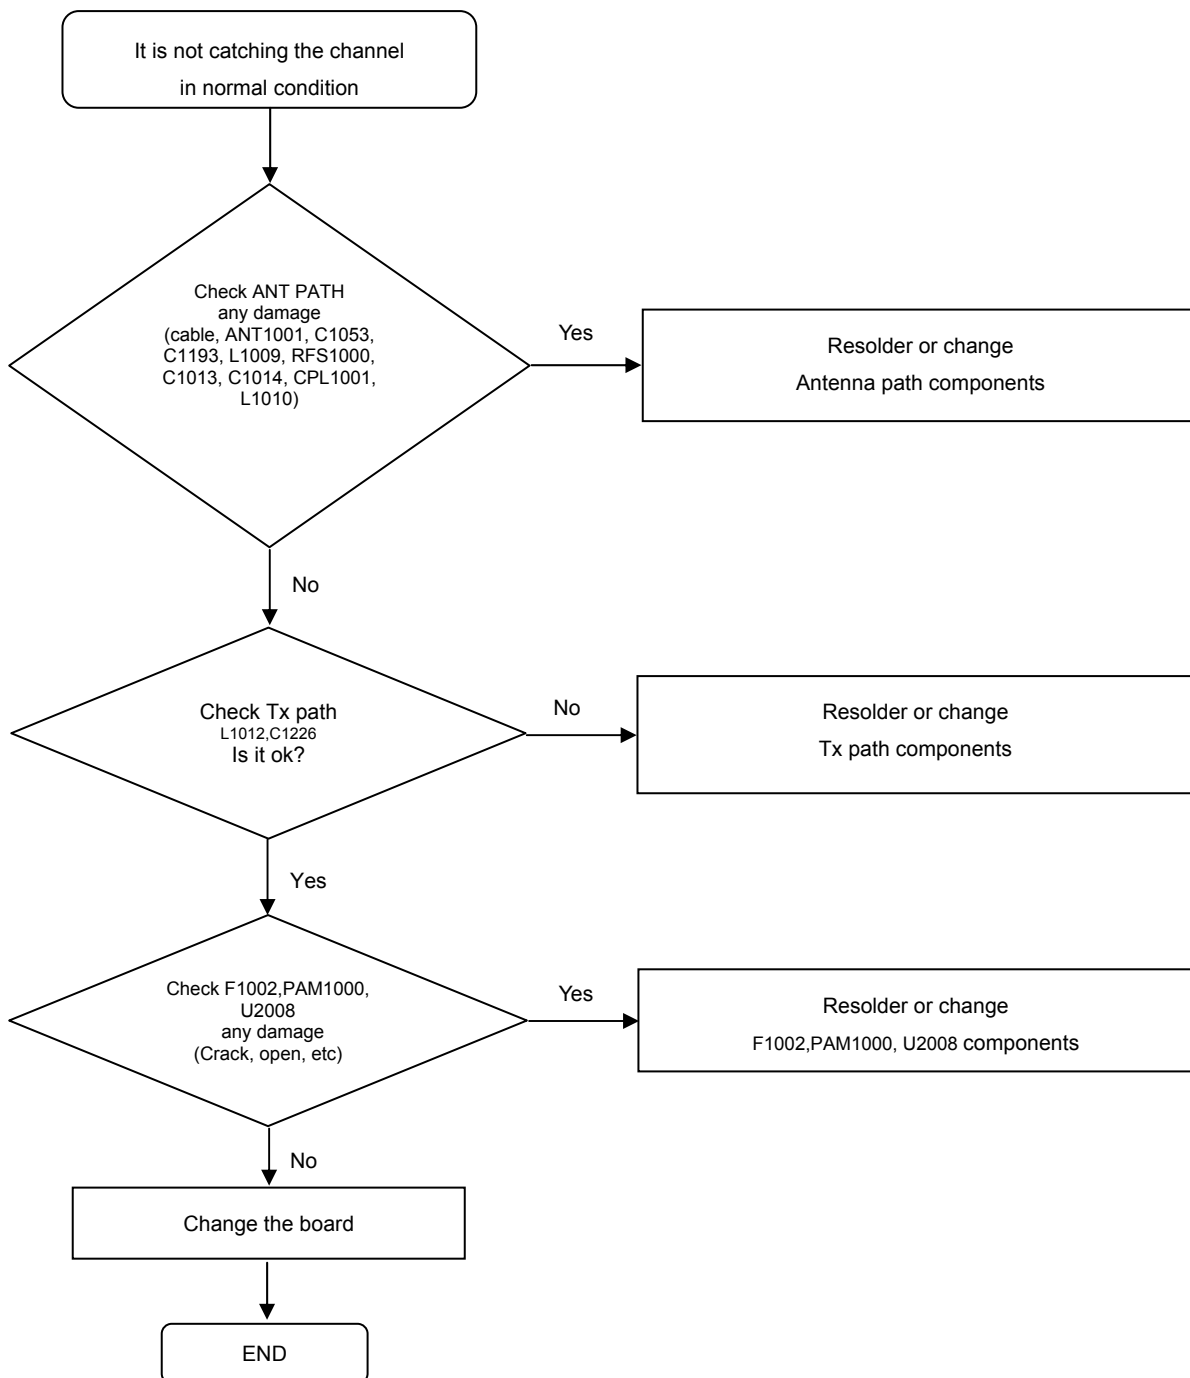 It is not catching the channel
in normal condition
Check ANT PATH
any damage
(cable, ANT1001, C1053,
C1193, L1009, RFS1000,
C1013, C1014, CPL1001,
L1010)
Yes
Resolder or change
Antenna path components
No
Check Tx path
L1012,C1226
Is it ok?
No
Resolder or change
Tx path components
Yes
Check F1002,PAM1000,
U2008
any damage
(Crack, open, etc)
Yes
Resolder or change
F1002,PAM1000, U2008 components
No
Change the board
END